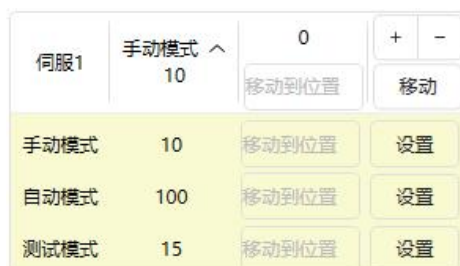 伺服1
手动模式
10
0
+ -
移动到位置
移动
手动模式 10 移动到位置 设置
自动模式 100 移动到位置 设置
测试模式 15 移动到位置 设置